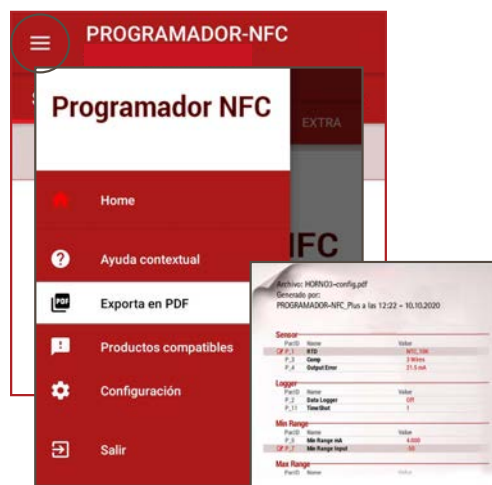 PROGRAMADOR-NFC
Programador NFC
EXTRA
Home
IFC
Ayuda contextual
PDF Exporta en PDF
Productos compatibles
Configuración
Salir
Archivo: HORNO3-config.pdf
Generado por:
PROGRAMADOR-NFC_Plus a las 12:22 - 10.10.2020
Sensor
ParID Name Value
P_1 RTD NTC_10K
P_3 Comp 3 Wires
P_4 Output Error 21.5 mA
Logger
ParID Name Value
P_2 Data Logger Off
P_11 Time Shot 1
Min Range
ParID Name Value
Min Range mA 4.000
Min Range Input -50
Max Range
ParID Name Value